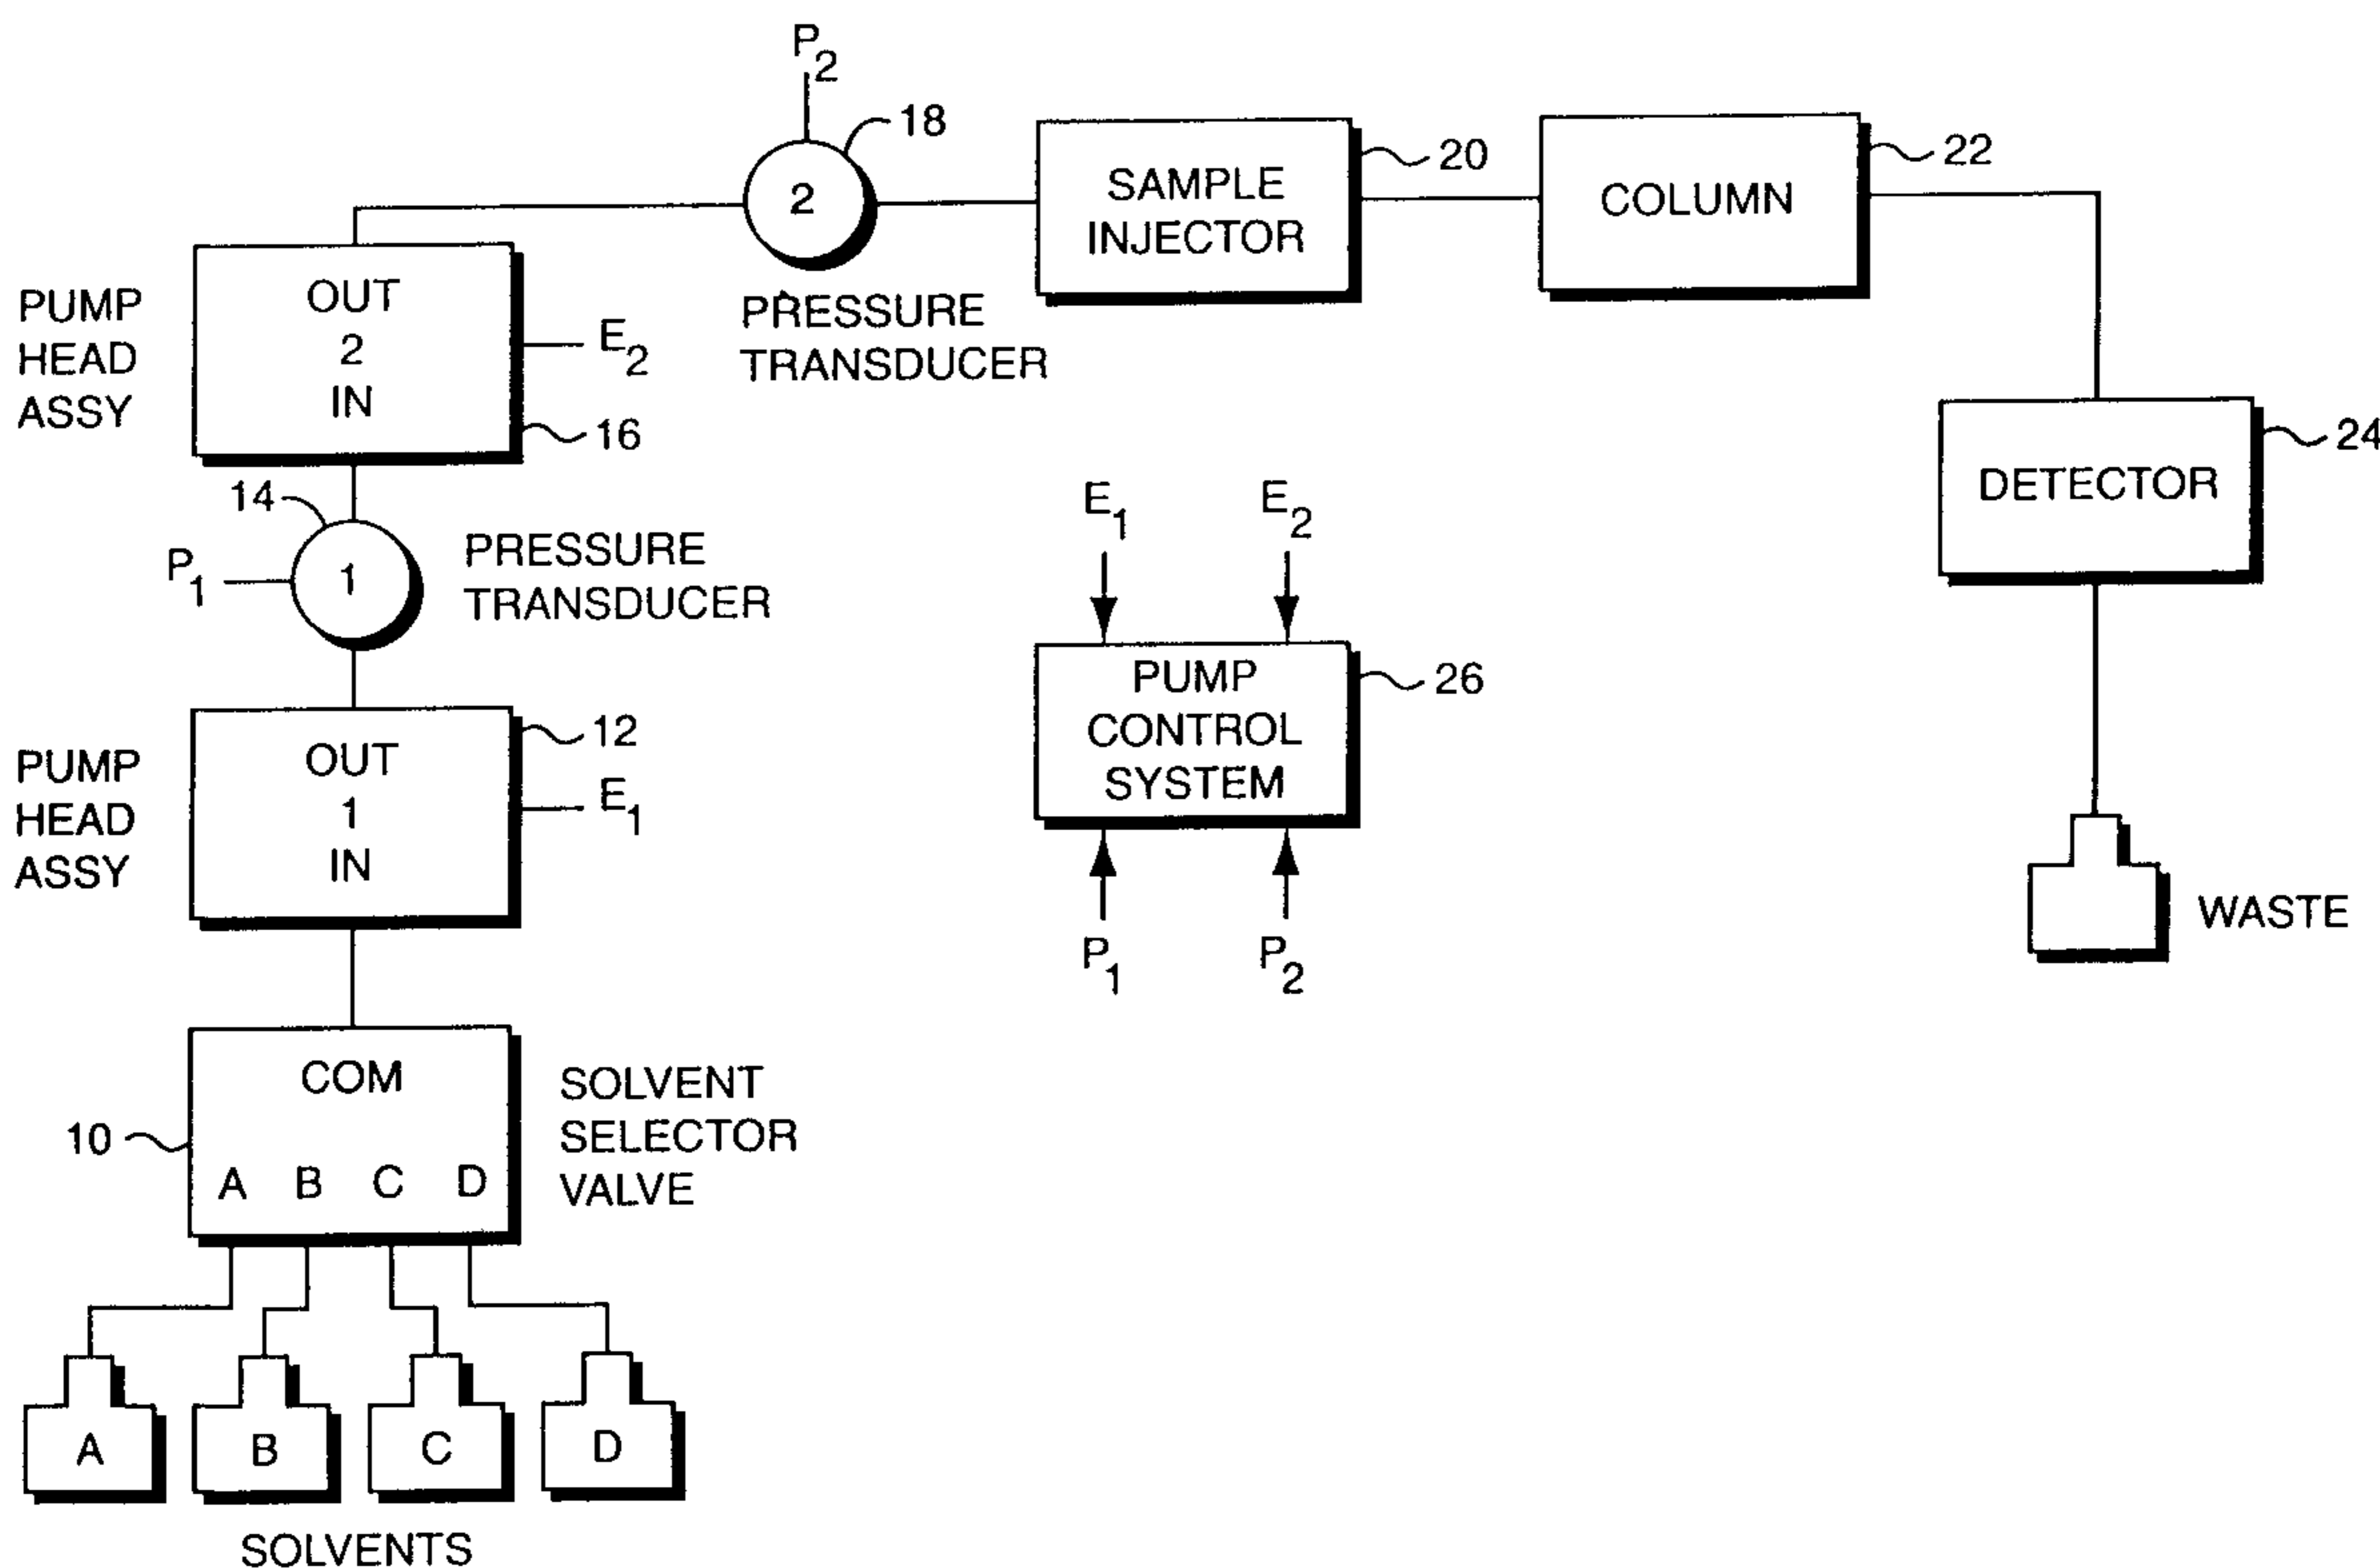 P2
18
2
SAMPLE
INJECTOR
20
COLUMN
22
PUMP
HEAD
ASSY
OUT
2
IN
E2
16
PRESSURE
TRANSDUCER
DETECTOR
24
14
P1
1
PRESSURE
TRANSDUCER
E1
E2
PUMP
CONTROL
SYSTEM
26
P1
P2
PUMP
HEAD
ASSY
OUT
1
IN
12
E1
WASTE
10
COM
A B C D
SOLVENT
SELECTOR
VALVE
A B C D
SOLVENTS